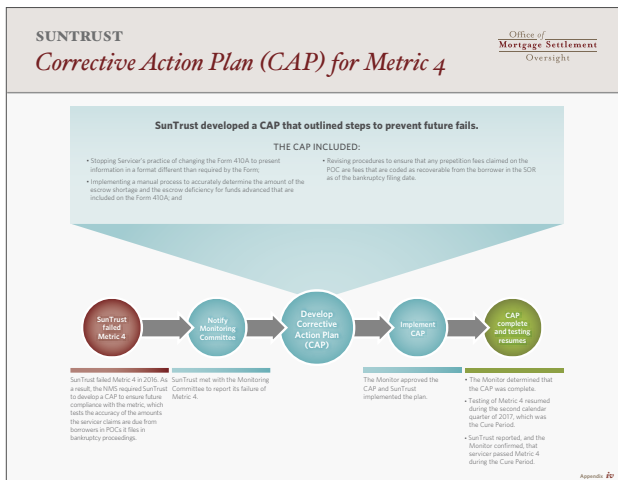 SUNTRUST
Corrective Action Plan (CAP) for Metric 4
Office of
Mortgage Settlement
Oversight
SunTrust developed a CAP that outlined steps to prevent future fails.
THE CAP INCLUDED:
• Stopping Servicer's practice of changing the Form 410A to present
information in a format different than required by the Form;
• Implementing a manual process to accurately determine the amount of the
escrow shortage and the escrow deficiency for funds advanced that are
included on the Form 410A; and
• Revising procedures to ensure that any prepetition fees claimed on the
POC are fees that are coded as recoverable from the borrower in the SOR
as of the bankruptcy filing date.
SunTrust
failed
Metric 4
Notify
Monitoring
Committee
Develop
Corrective
Action Plan
(CAP)
Implement
CAP
CAP
complete
and testing
resumes
SunTrust failed Metric 4 in 2016. As
a result, the NMS required SunTrust
to develop a CAP to ensure future
compliance with the metric, which
tests the accuracy of the amounts
the servicer claims are due from
borrowers in POCs it files in
bankruptcy proceedings.
SunTrust met with the Monitoring
Committee to report its failure of
Metric 4.
The Monitor approved the
CAP and SunTrust
implemented the plan.
• The Monitor determined that
the CAP was complete.
• Testing of Metric 4 resumed
during the second calendar
quarter of 2017, which was
the Cure Period.
• SunTrust reported, and the
Monitor confirmed, that
servicer passed Metric 4
during the Cure Period.
Appendix iv